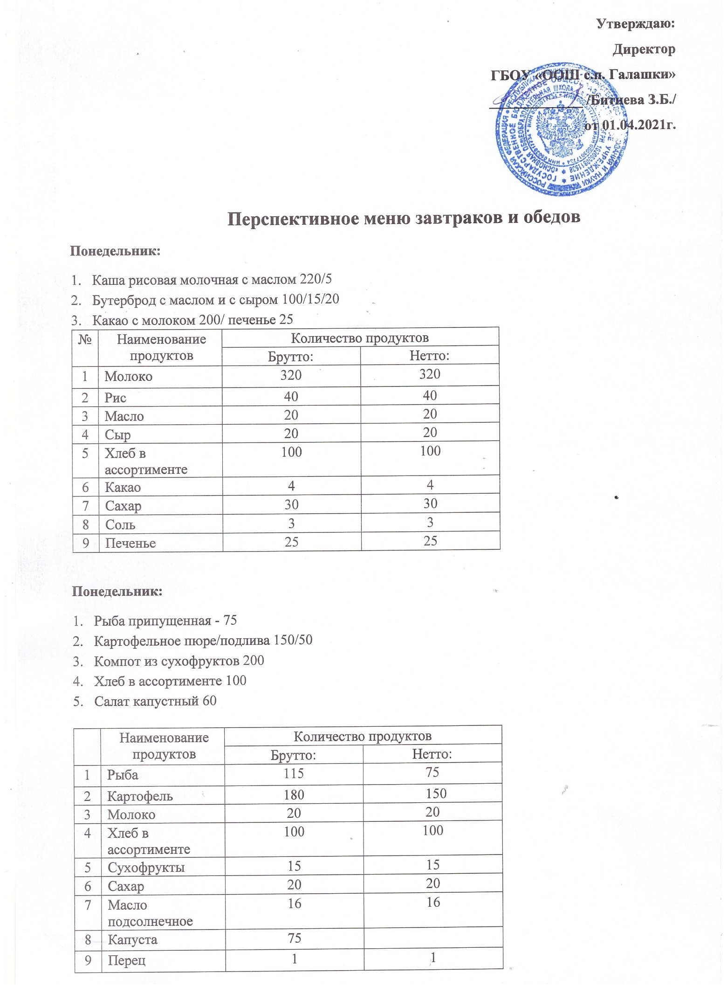 Утверждаю:
Директор
ГБОУ «ООШ с.п. Галашки»
/Битиева З.Б./
от 01.04.2021г.
Перспективное меню завтраков и обедов
Понедельник:
1. Каша рисовая молочная с маслом 220/5
2. Бутерброд с маслом и с сыром 100/15/20
3. Какао с молоком 200/ печенье 25
№ Наименование продуктов Количество продуктов
Брутто: Нетто:
1 Молоко 320 320
2 Рис 40 40
3 Масло 20 20
4 Сыр 20 20
5 Хлеб в ассортименте 100 100
6 Какао 4 4
7 Сахар 30 30
8 Соль 3 3
9 Печенье 25 25
Понедельник:
1. Рыба припущенная - 75
2. Картофельное пюре/подлива 150/50
3. Компот из сухофруктов 200
4. Хлеб в ассортименте 100
5. Салат капустный 60
Наименование продуктов Количество продуктов
Брутто: Нетто:
1 Рыба 115 75
2 Картофель 180 150
3 Молоко 20 20
4 Хлеб в ассортименте 100 100
5 Сухофрукты 15 15
6 Сахар 20 20
7 Масло подсолнечное 16 16
8 Капуста 75
9 Перец 1 1